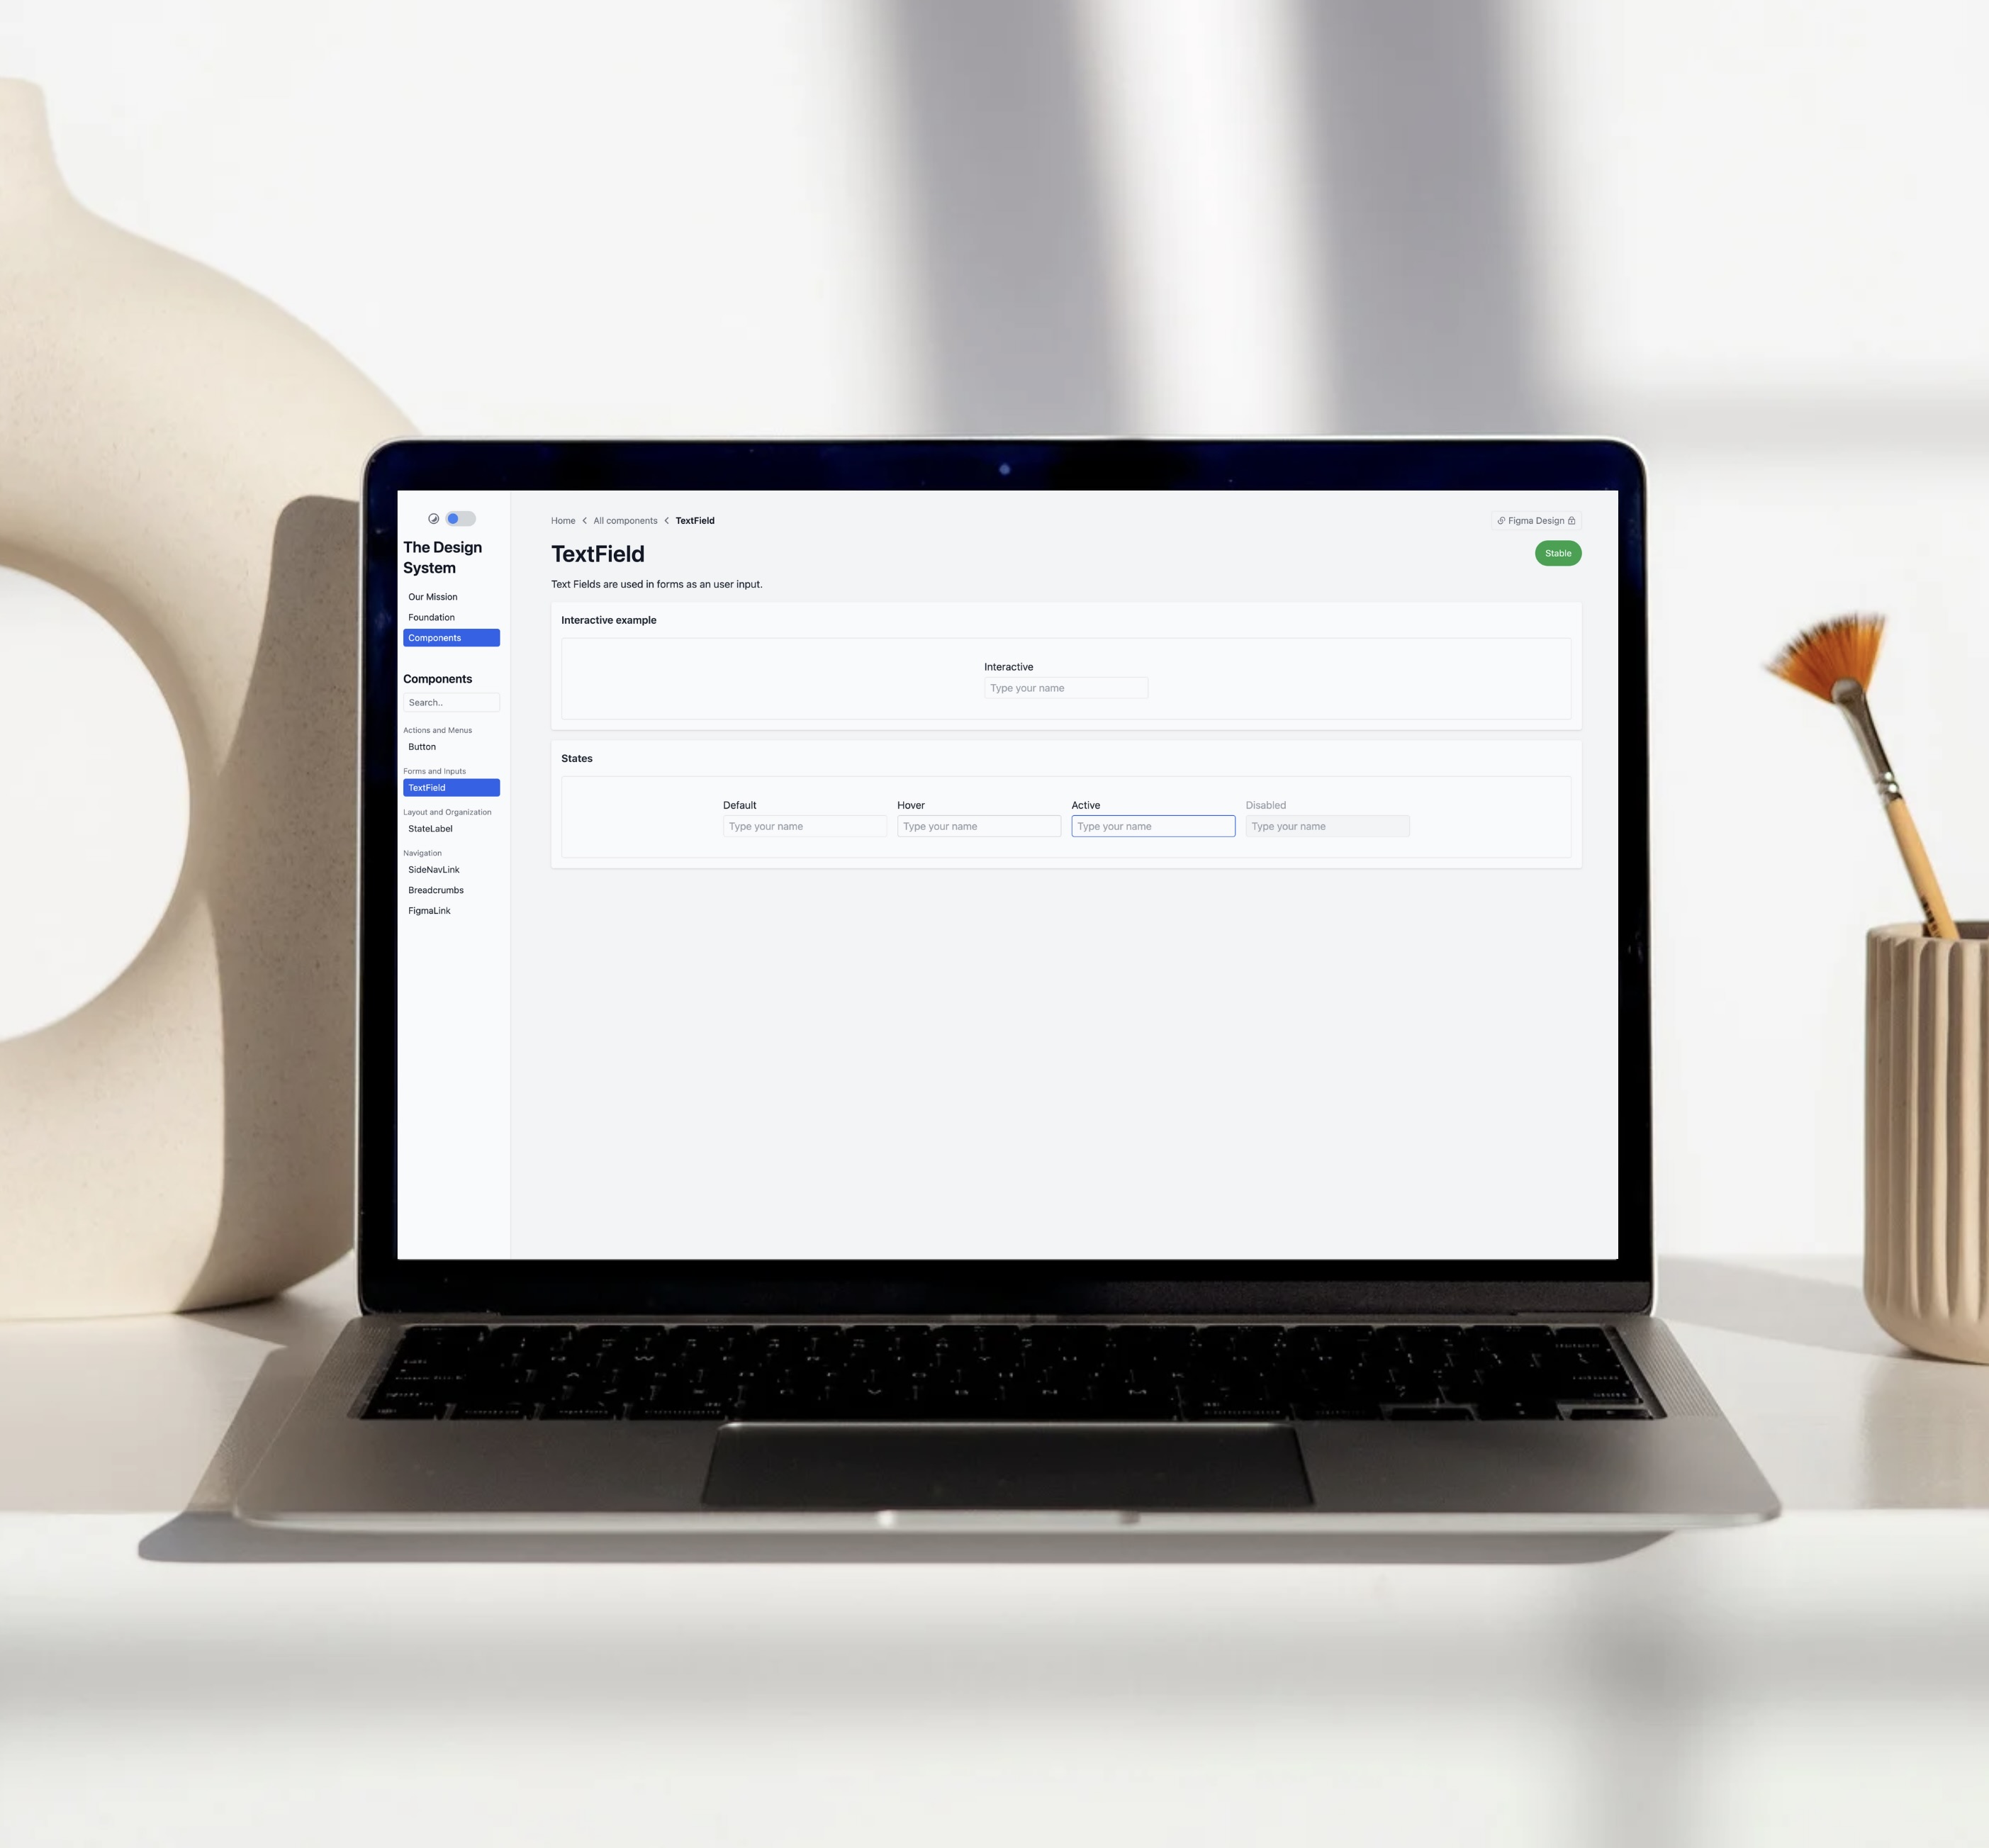 The Design
System
Our Mission
Foundation
Components
Components
Search..
Actions and Menus
Button
Forms and Inputs
TextField
Layout and Organization
StateLabel
Navigation
SideNavLink
Breadcrumbs
FigmaLink
Home All components TextField
Figma Design
TextField
Stable
Text Fields are used in forms as an user input.
Interactive example
Interactive
Type your name
States
Default Hover Active Disabled
Type your name Type your name Type your name Type your name